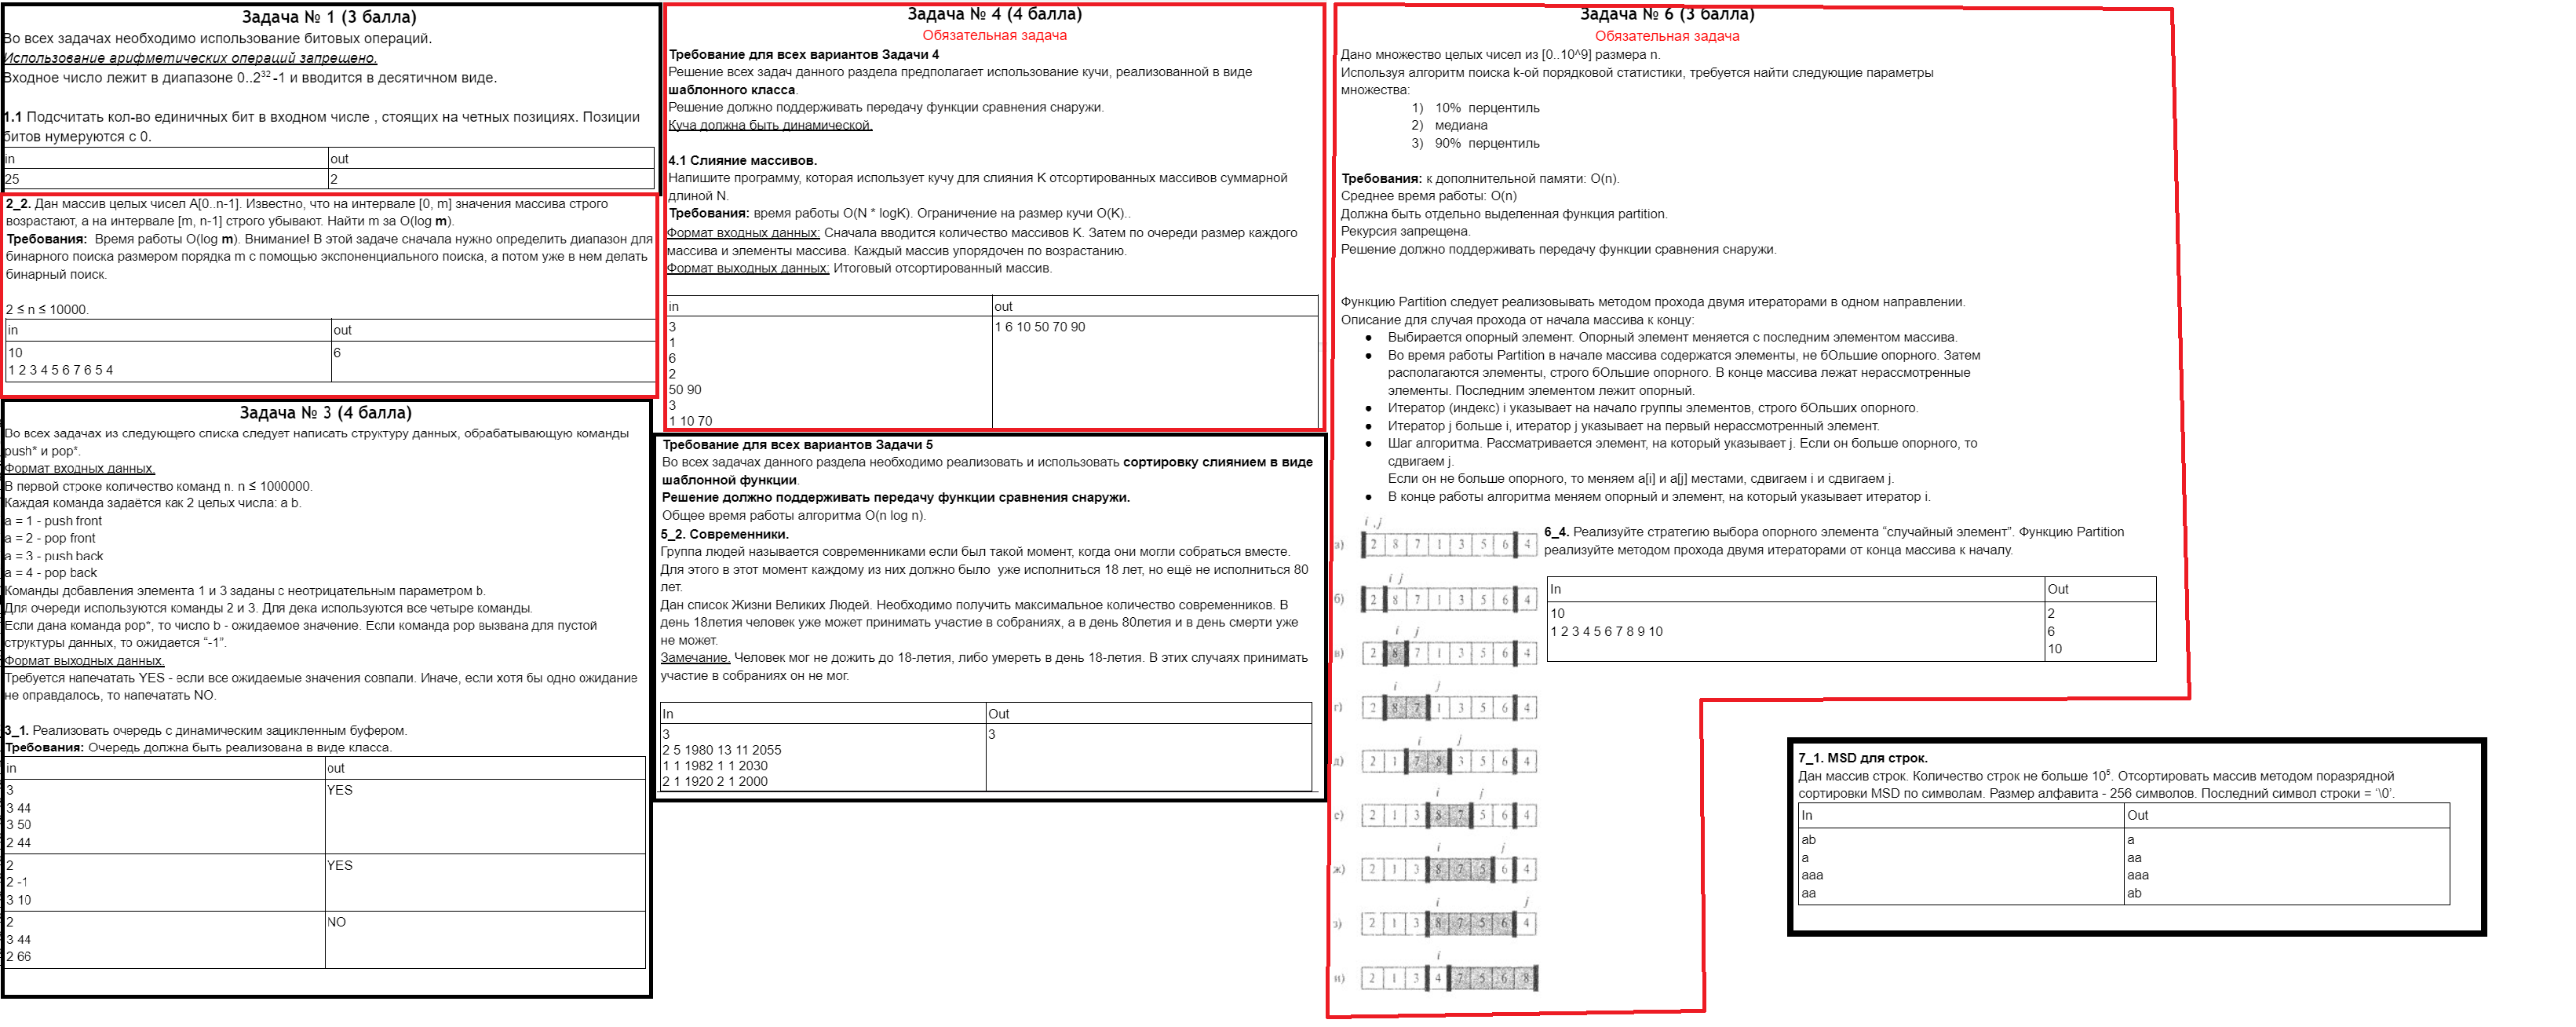 Задача № 1 (3 балла)
Во всех задачах необходимо использование битовых операций.
Использование арифметических операций запрещено.
Входное число лежит в диапазоне 0..2^32 -1 и вводится в десятичном виде.
1.1 Подсчитать кол-во единичных бит в входном числе , стоящих на четных позициях. Позиции
битов нумеруются с 0.
in out
25 2
2_2. Дан массив целых чисел A[0..n-1]. Известно, что на интервале [0, m] значения массива строго
возрастают, а на интервале [m, n-1] строго убывают. Найти m за O(log m).
Требования: Время работы O(log m). Внимание! В этой задаче сначала нужно определить диапазон для
бинарного поиска размером порядка m с помощью экспоненциального поиска, а потом уже в нем делать
бинарный поиск.
2 ≤ n ≤ 10000.
in out
10 6
1 2 3 4 5 6 7 6 5 4
Задача № 3 (4 балла)
Во всех задачах из следующего списка следует написать структуру данных, обрабатывающую команды
push* и pop*.
Формат входных данных.
В первой строке количество команд n. n ≤ 1000000.
Каждая команда задаётся как 2 целых числа: a b.
a = 1 - push front
a = 2 - pop front
a = 3 - push back
a = 4 - pop back
Команды добавления элемента 1 и 3 заданы с неотрицательным параметром b.
Для очереди используются команды 2 и 3. Для дека используются все четыре команды.
Если дана команда pop*, то число b - ожидаемое значение. Если команда pop вызвана для пустой
структуры данных, то ожидается “-1”.
Формат выходных данных.
Требуется напечатать YES - если все ожидаемые значения совпали. Иначе, если хотя бы одно ожидание
не оправдалось, то напечатать NO.
3_1. Реализовать очередь с динамическим зацикленным буфером.
Требования: Очередь должна быть реализована в виде класса.
in out
3 YES
3 44
3 50
2 44
2 YES
2 -1
3 10
2 NO
3 44
2 66
Задача № 4 (4 балла)
Обязательная задача
Требование для всех вариантов Задачи 4
Решение всех задач данного раздела предполагает использование кучи, реализованной в виде
шаблонного класса.
Решение должно поддерживать передачу функции сравнения снаружи.
Куча должна быть динамической.
4.1 Слияние массивов.
Напишите программу, которая использует кучу для слияния K отсортированных массивов суммарной
длиной N.
Требования: время работы O(N * logK). Ограничение на размер кучи O(K)..
Формат входных данных: Сначала вводится количество массивов K. Затем по очереди размер каждого
массива и элементы массива. Каждый массив упорядочен по возрастанию.
Формат выходных данных: Итоговый отсортированный массив.
in out
3 1 6 10 50 70 90
1
6
2
50 90
3
1 10 70
Требование для всех вариантов Задачи 5
Во всех задачах данного раздела необходимо реализовать и использовать сортировку слиянием в виде
шаблонной функции.
Решение должно поддерживать передачу функции сравнения снаружи.
Общее время работы алгоритма O(n log n).
5_2. Современники.
Группа людей называется современниками если был такой момент, когда они могли собраться вместе.
Для этого в этот момент каждому из них должно было уже исполниться 18 лет, но ещё не исполниться 80
лет.
Дан список Жизни Великих Людей. Необходимо получить максимальное количество современников. В
день 18летия человек уже может принимать участие в собраниях, а в день 80летия и в день смерти уже
не может.
Замечание. Человек мог не дожить до 18-летия, либо умереть в день 18-летия. В этих случаях принимать
участие в собраниях он не мог.
In Out
3 3
2 5 1980 13 11 2055
1 1 1982 1 1 2030
2 1 1920 2 1 2000
Задача № 6 (3 балла)
Обязательная задача
Дано множество целых чисел из [0..10^9] размера n.
Используя алгоритм поиска k-ой порядковой статистики, требуется найти следующие параметры
множества:
1) 10% перцентиль
2) медиана
3) 90% перцентиль
Требования: к дополнительной памяти: O(n).
Среднее время работы: O(n)
Должна быть отдельно выделенная функция partition.
Рекурсия запрещена.
Решение должно поддерживать передачу функции сравнения снаружи.
Функцию Partition следует реализовывать методом прохода двумя итераторами в одном направлении.
Описание для случая прохода от начала массива к концу:
● Выбирается опорный элемент. Опорный элемент меняется с последним элементом массива.
● Во время работы Partition в начале массива содержатся элементы, не бОльшие опорного. Затем
располагаются элементы, строго бОльшие опорного. В конце массива лежат нерассмотренные
элементы. Последним элементом лежит опорный.
● Итератор (индекс) i указывает на начало группы элементов, строго бОльших опорного.
● Итератор j больше i, итератор j указывает на первый нерассмотренный элемент.
● Шаг алгоритма. Рассматривается элемент, на который указывает j. Если он больше опорного, то
сдвигаем j.
Если он не больше опорного, то меняем a[i] и a[j] местами, сдвигаем i и сдвигаем j.
● В конце работы алгоритма меняем опорный и элемент, на который указывает итератор i.
i ,j
а) 2 8 7 1 3 5 6 4
i j
б) 2 8 7 1 3 5 6 4
i j
в) 2 8 7 1 3 5 6 4
i j
г) 2 8 7 1 3 5 6 4
i j
д) 2 1 7 8 3 5 6 4
i j
е) 2 1 3 8 7 5 6 4
i j
ж) 2 1 3 8 7 5 6 4
i j
з) 2 1 3 8 7 5 6 4
i
и) 2 1 3 4 7 5 6 8
6_4. Реализуйте стратегию выбора опорного элемента “случайный элемент”. Функцию Partition
реализуйте методом прохода двумя итераторами от конца массива к началу.
In Out
10 2
1 2 3 4 5 6 7 8 9 10 6
10
7_1. MSD для строк.
Дан массив строк. Количество строк не больше 10^5. Отсортировать массив методом поразрядной
сортировки MSD по символам. Размер алфавита - 256 символов. Последний символ строки = ‘\0’.
In Out
ab a
a aa
aaa aaa
aa ab